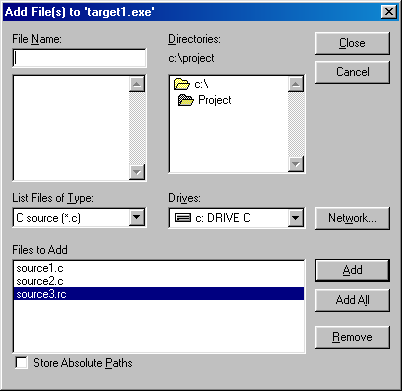 Add File(s) to 'target1.exe'
File Name:
Directories:
c:\project
Close
Cancel
c:\
Project
List Files of Type:
C source (*.c)
Drives:
c: DRIVE C
Network...
Files to Add
source1.c
source2.c
source3.rc
Add
Add All
Remove
Store Absolute Paths